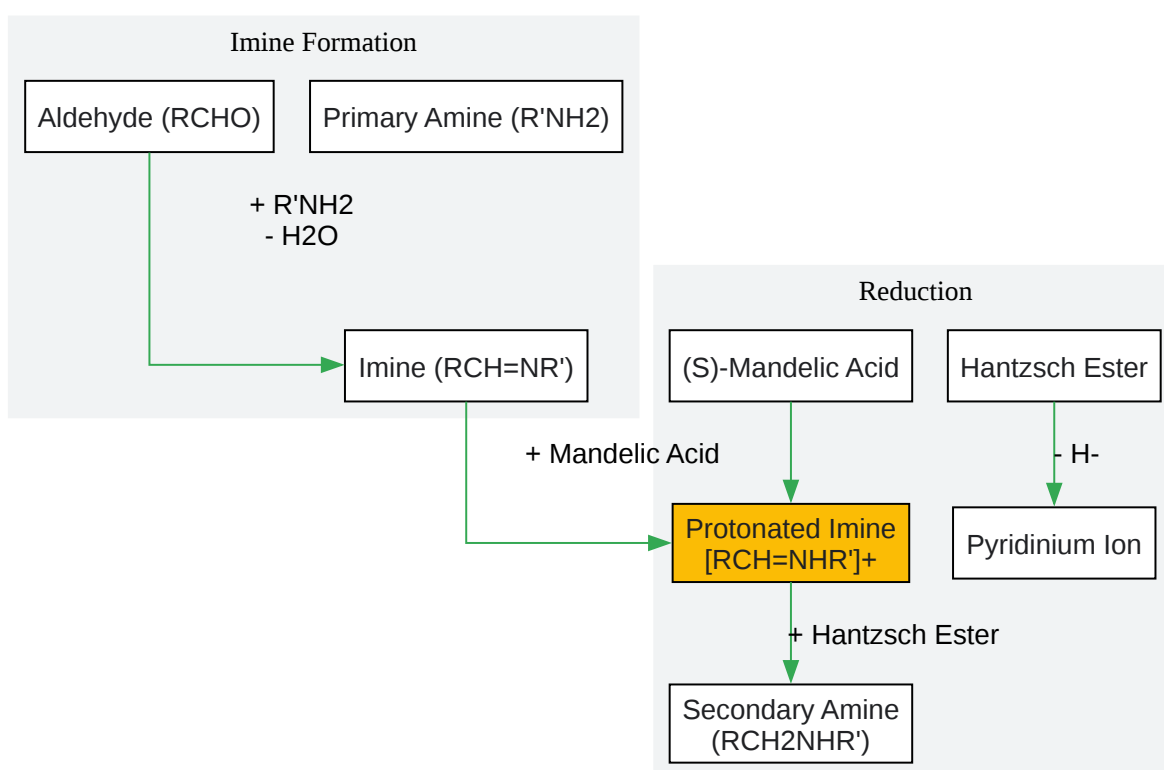 Imine Formation
Aldehyde (RCHO)
Primary Amine (R'NH2)
+ R'NH2
- H2O
Imine (RCH=NR')
Reduction
(S)-Mandelic Acid
Hantzsch Ester
+ Mandelic Acid
- H-
Protonated Imine
[RCH=NHR']+
Pyridinium Ion
+ Hantzsch Ester
Secondary Amine
(RCH2NHR')